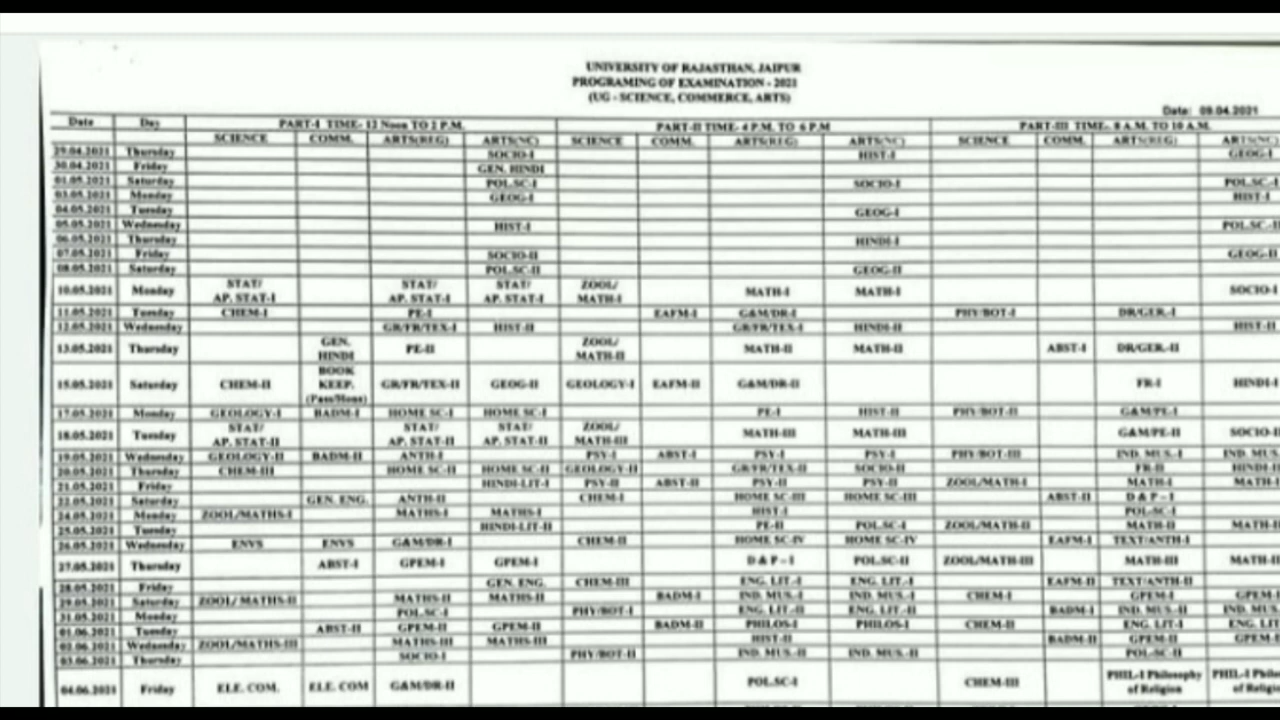 UNIVERSITY OF RAJASTHAN, JAIPUR
PROGRAMING OF EXAMINATION - 2021
(UG - SCIENCE, COMMERCE, ARTS)
Date: 09.04.2021
Date Day PART-I TIME- 12 Noon TO 2 P.M. PART-II TIME- 4 P.M. TO 6 P.M PART-III TIME- 8 A.M. TO 10 A.M.
SCIENCE COMM. ARTS(REG) ARTS(NC) SCIENCE COMM. ARTS(REG) ARTS(NC) SCIENCE COMM. ARTS(REG) ARTS(NC)
29.04.2021 Thursday SOCIO-I HIST-I GEOG-I
30.04.2021 Friday GEN. HINDI
01.05.2021 Saturday POL.SC-I SOCIO-I POL.SC.-I
03.05.2021 Monday GEOG-I HIST-I
04.05.2021 Tuesday GEOG-I
05.05.2021 Wednesday HIST-I POL.SC.-II
06.05.2021 Thursday HINDI-I
07.05.2021 Friday SOCIO-II GEOG-II
08.05.2021 Saturday POL.SC-II GEOG-II
10.05.2021 Monday STAT/ AP. STAT-I STAT/ AP. STAT-I STAT/ AP. STAT-I ZOOL/ MATH-I MATH-I MATH-I SOCIO-I
11.05.2021 Tuesday CHEM-I PE-I EAFM-I G&M/DR-I PHY/BOT-I DR/GER.-I
12.05.2021 Wednesday GR/FR/TEX-I HIST-II GR/FR/TEX-I HINDI-II HIST-II
13.05.2021 Thursday GEN. HINDI PE-II ZOOL/ MATH-II MATH-II MATH-II ABST-I DR/GER.-II
15.05.2021 Saturday CHEM-II BOOK KEEP. (Pass/Hons) GR/FR/TEX-II GEOG-II GEOLOGY-I EAFM-II G&M/DR-II FR-I HINDI-I
17.05.2021 Monday GEOLOGY-I BADM-I HOME SC-I HOME SC-I PE-I HIST-II PHY/BOT-II G&M/PE-I
18.05.2021 Tuesday STAT/ AP. STAT-II STAT/ AP. STAT-II STAT/ AP. STAT-II ZOOL/ MATH-III MATH-III MATH-III G&M/PE-II SOCIO-II
19.05.2021 Wednesday GEOLOGY-II BADM-II ANTH-I PSY-I ABST-I PSY-I PSY-I PHY/BOT-III IND. MUS.-I IND. MUS.
20.05.2021 Thursday CHEM-III HOME SC-II HOME SC-II GEOLOGY-II GR/FR/TEX-II SOCIO-II FR-II HINDI-II
21.05.2021 Friday HINDI-LIT-I PSY-II ABST-II PSY-II PSY-II ZOOL/MATH-I MATH-I MATH-I
22.05.2021 Saturday GEN. ENG. ANTH-II CHEM-I HOME SC-III HOME SC-III ABST-II D & P - I
24.05.2021 Monday ZOOL/MATHS-I MATHS-I MATHS-I HIST-I POL.SC-I
25.05.2021 Tuesday HINDI-LIT-II PE-II POL.SC-I ZOOL/MATH-II MATH-II MATH-II
26.05.2021 Wednesday ENVS ENVS G&M/DR-I CHEM-II HOME SC-IV HOME SC-IV EAFM-I TEXT/ANTH-I
27.05.2021 Thursday ABST-I GPEM-I GPEM-I D & P - I POL.SC-II ZOOL/MATH-III MATH-III MATH-II
28.05.2021 Friday GEN. ENG. CHEM-III ENG. LIT.-I ENG. LIT.-I EAFM-II TEXT/ANTH-II
29.05.2021 Saturday ZOOL/ MATHS-II MATHS-II MATHS-II BADM-I IND. MUS.-I IND. MUS.-I CHEM-I GPEM-I GPEM-I
31.05.2021 Monday POL.SC-I PHY/BOT-I ENG. LIT.-II ENG. LIT.-II BADM-I IND. MUS.-II IND. MUS.
01.06.2021 Tuesday ABST-II GPEM-II GPEM-II BADM-II PHILOS-I PHILOS-I CHEM-II ENG. LIT-I ENG. LIT
02.06.2021 Wednesday ZOOL/MATHS-III MATHS-III MATHS-III HIST-II BADM-II GPEM-II GPEM-
03.06.2021 Thursday SOCIO-I PHY/BOT-II IND. MUS.-II IND. MUS.-II POL.SC-II
04.06.2021 Friday ELE. COM. ELE. COM G&M/DR-II POL.SC-I CHEM-III PHIL.-I Philosophy of Religion PHIL.-I Philo of Religio